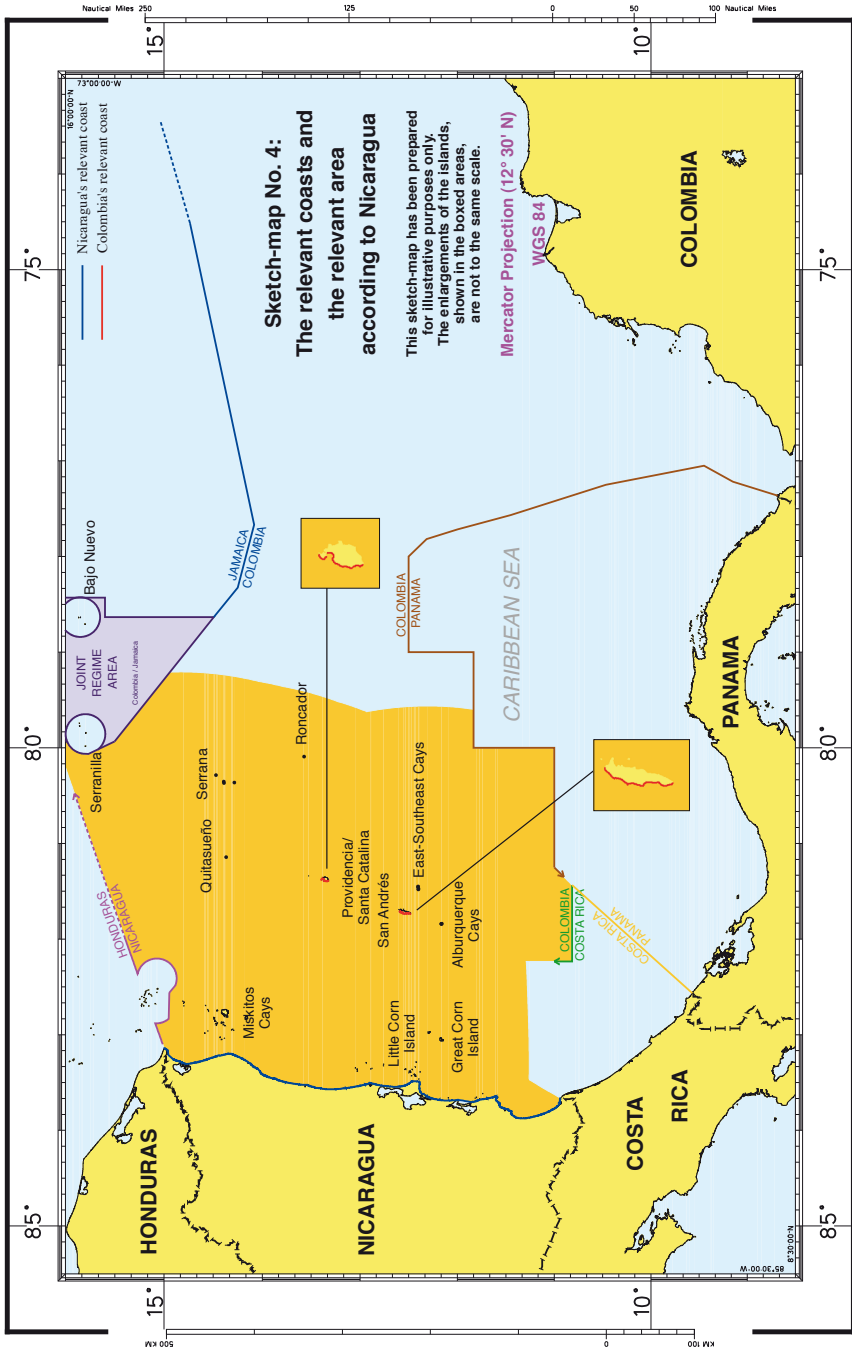 Nautical Miles 250 125 0 50 100 Nautical Miles
15°
10°
73°00'00"W
16°00'00"N
Nicaragua's relevant coast
Colombia's relevant coast
Sketch-map No. 4:
The relevant coasts and
the relevant area
according to Nicaragua
This sketch-map has been prepared
for illustrative purposes only.
The enlargements of the islands,
shown in the boxed areas,
are not to the same scale.
Mercator Projection (12° 30' N)
WGS 84
COLOMBIA
75°
75°
JAMAICA
COLOMBIA
Bajo Nuevo
JOINT
REGIME
AREA
Colombia / Jamaica
Serranilla
COLOMBIA
PANAMA
CARIBBEAN SEA
PANAMA
80°
80°
Roncador
Serrana
Quitasueño
Providencia/
Santa Catalina
San Andrés
East-Southeast Cays
Alburquerque
Cays
HONDURAS
NICARAGUA
COLOMBIA
COSTA RICA
COSTA RICA
PANAMA
Miskitos
Cays
Little Corn
Island
Great Corn
Island
HONDURAS
NICARAGUA
COSTA
RICA
85°
85°
8°30'00"N
85°30'00"W
15°
10°
500 KM 0 KM 100